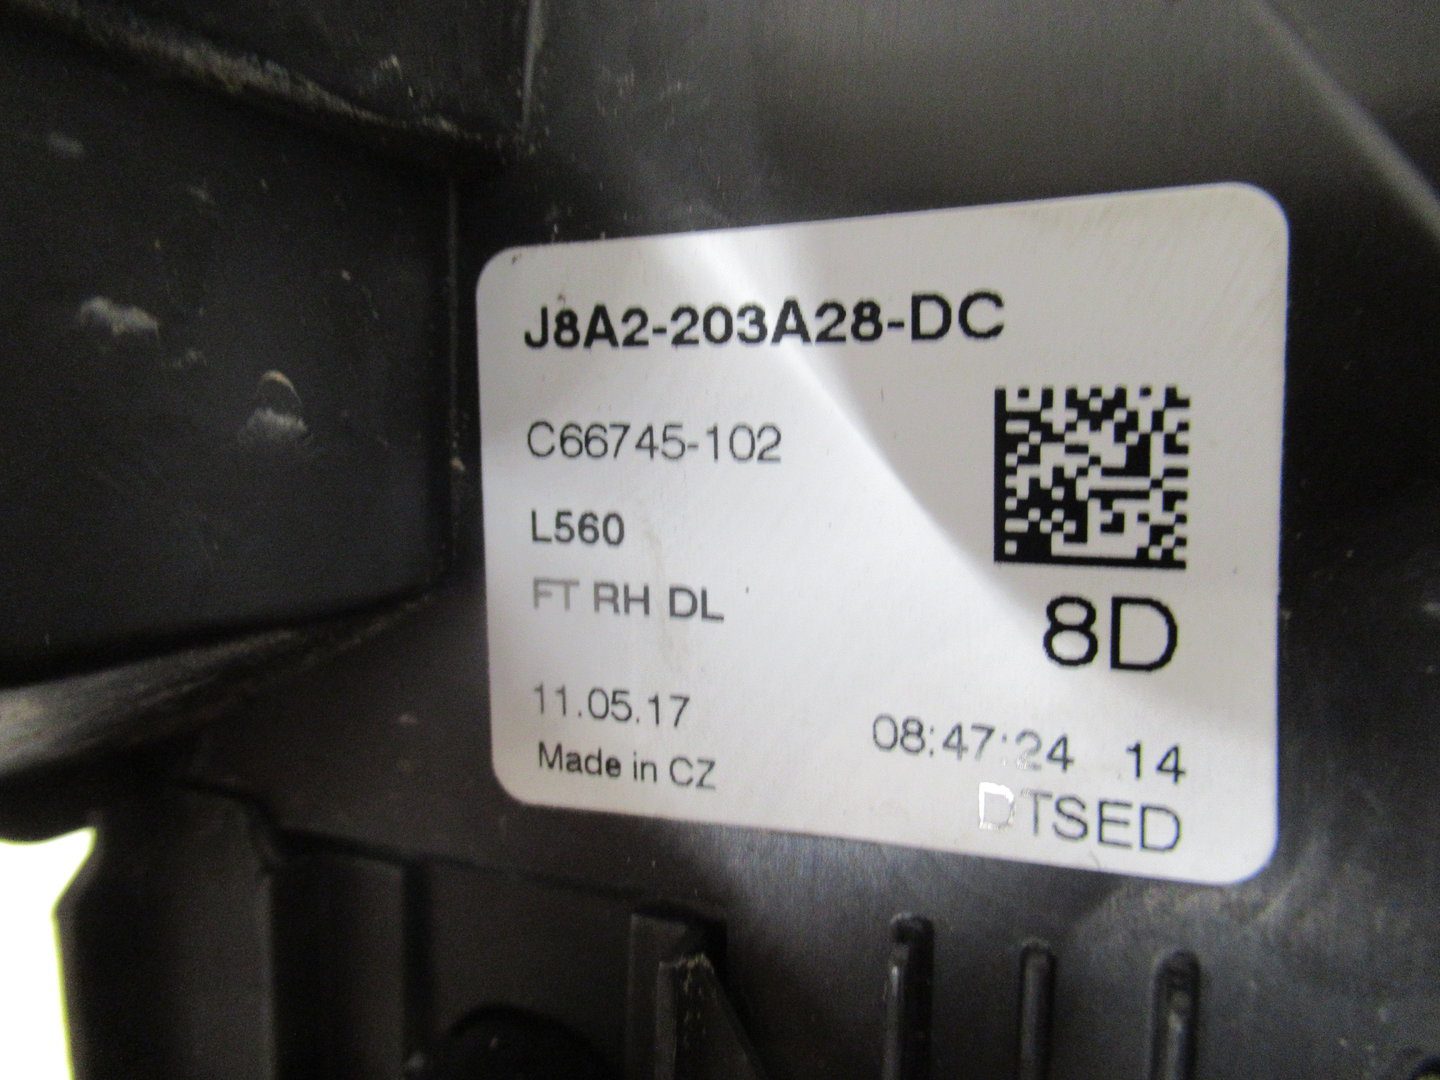 J8A2-203A28-DC
C66745-102
L560
FT RH DL
8D
11.05.17
08:47:24 14
Made in CZ
DTSED